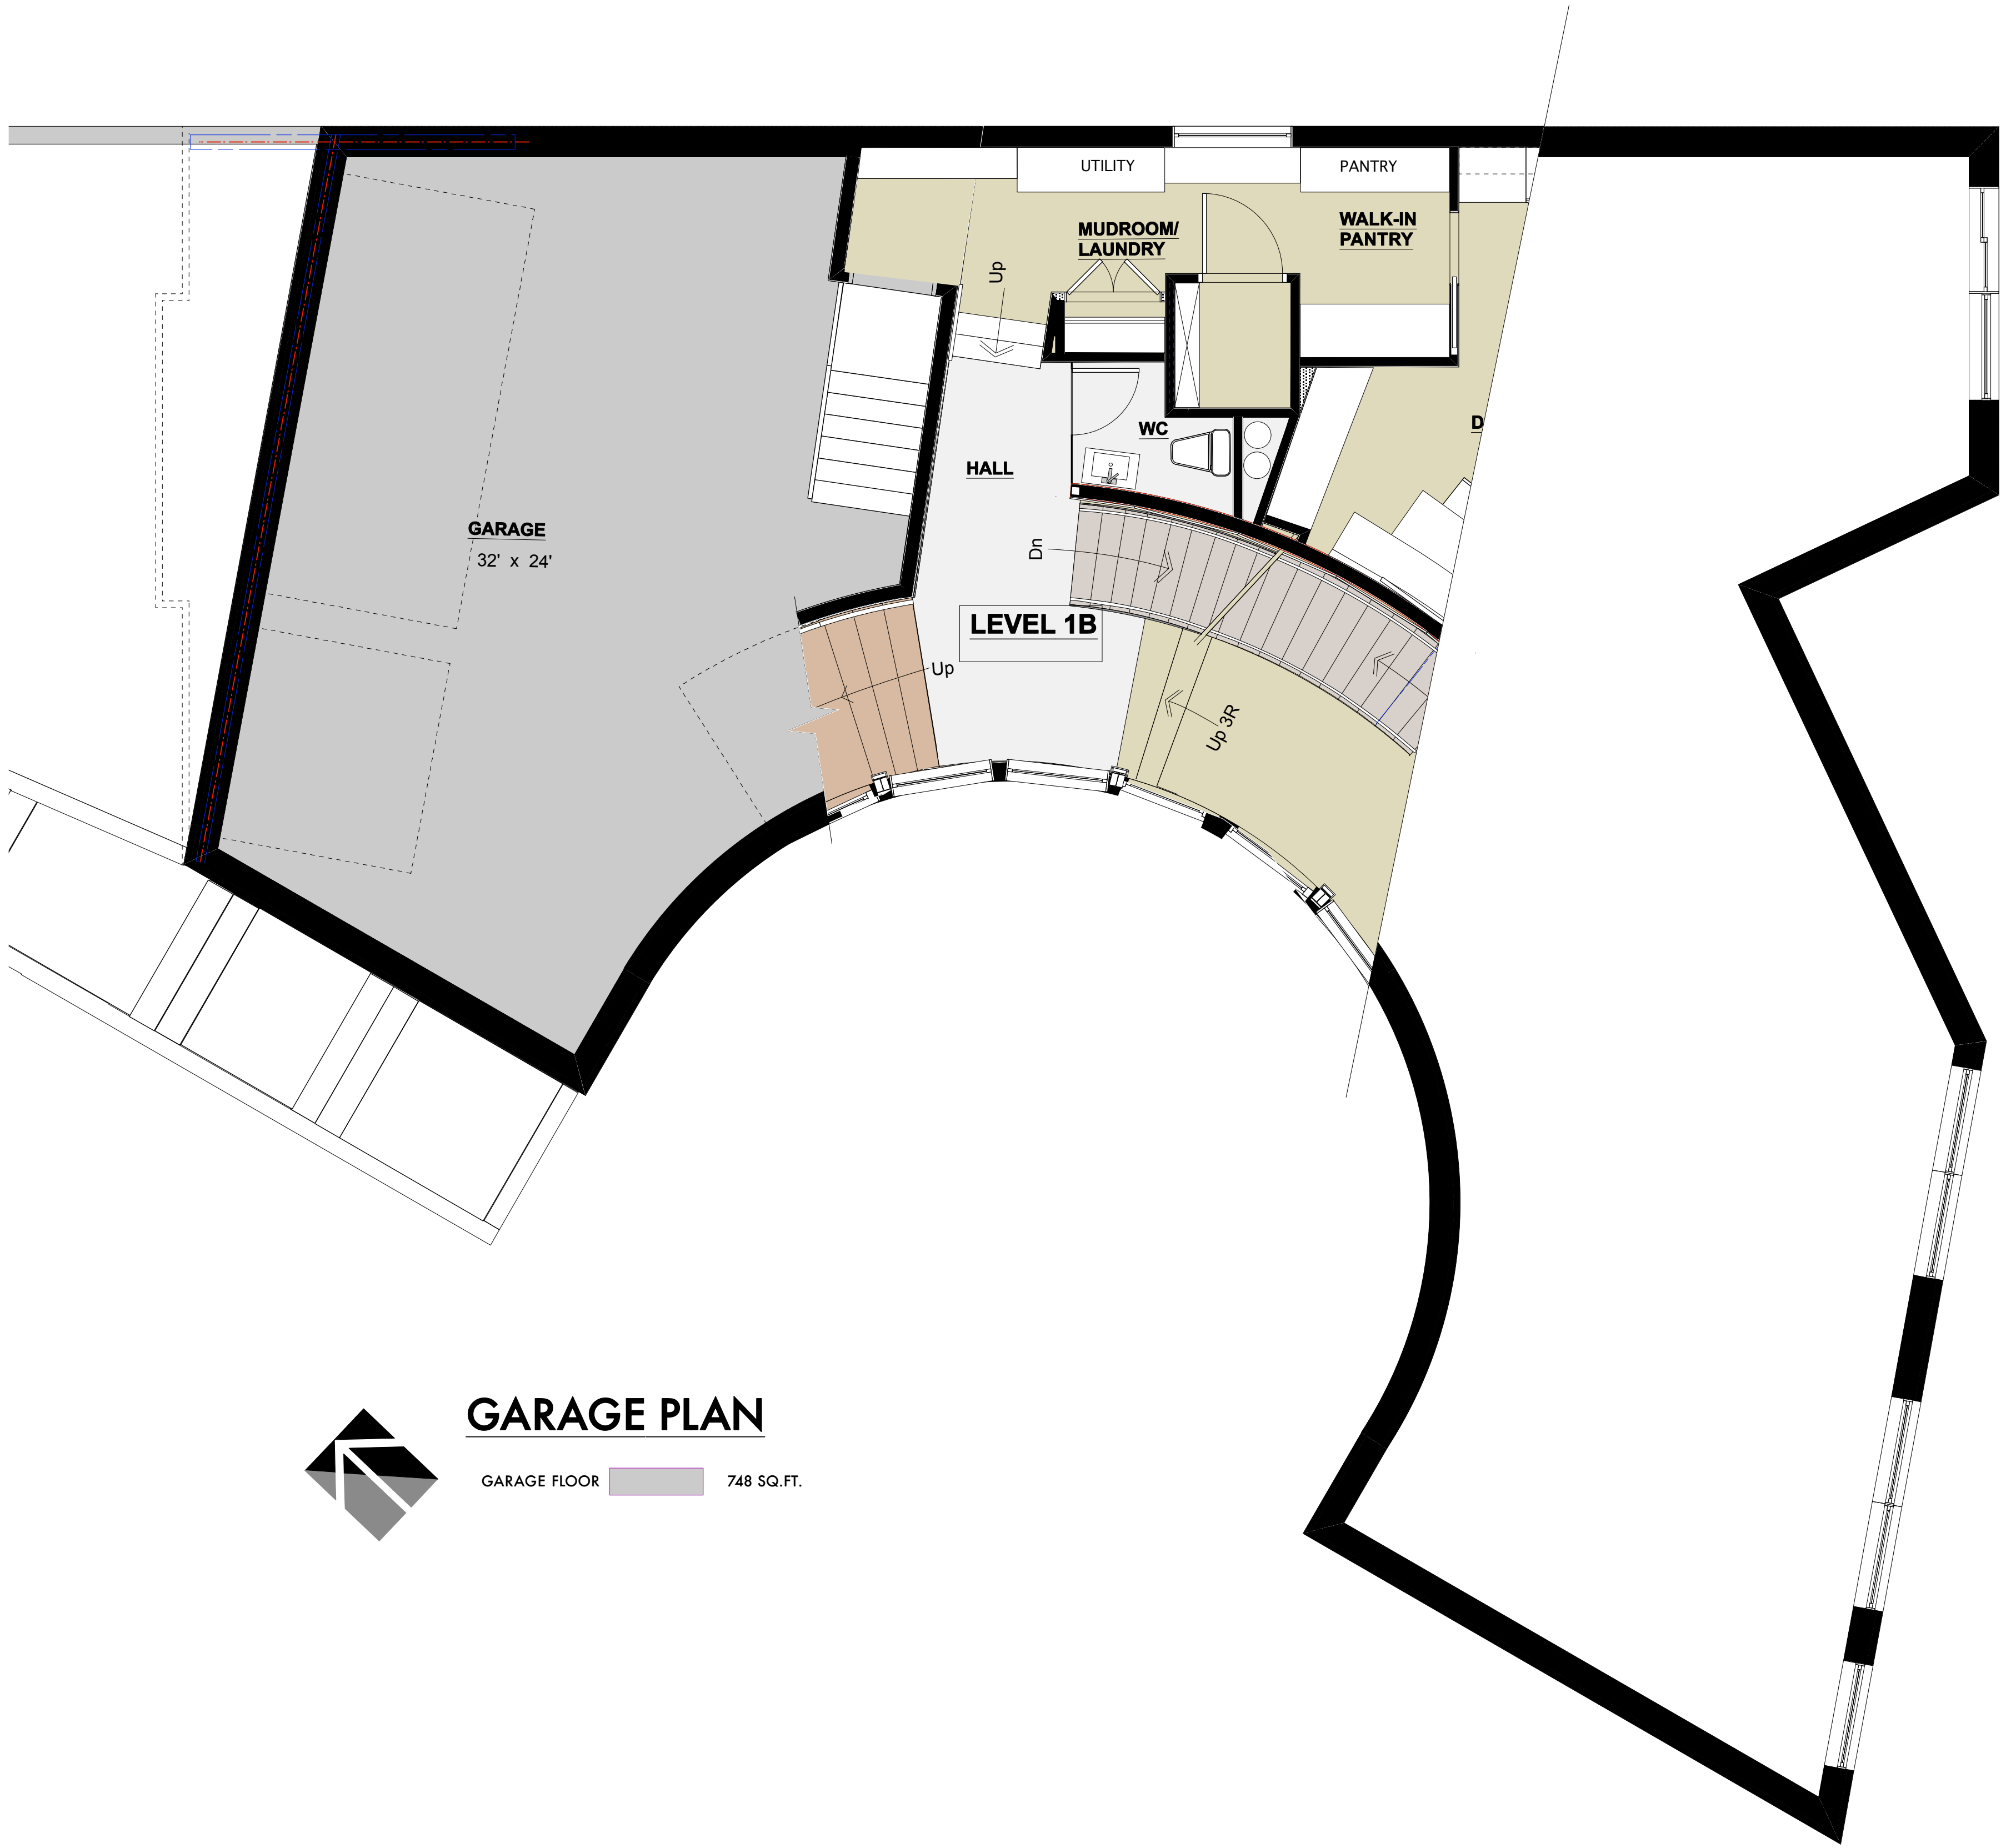 UTILITY
PANTRY
MUDROOM/
LAUNDRY
WALK-IN
PANTRY
Up
WC
D
HALL
GARAGE
32' x 24'
Dn
LEVEL 1B
Up
Up 3R
GARAGE PLAN
GARAGE FLOOR 748 SQ.FT.